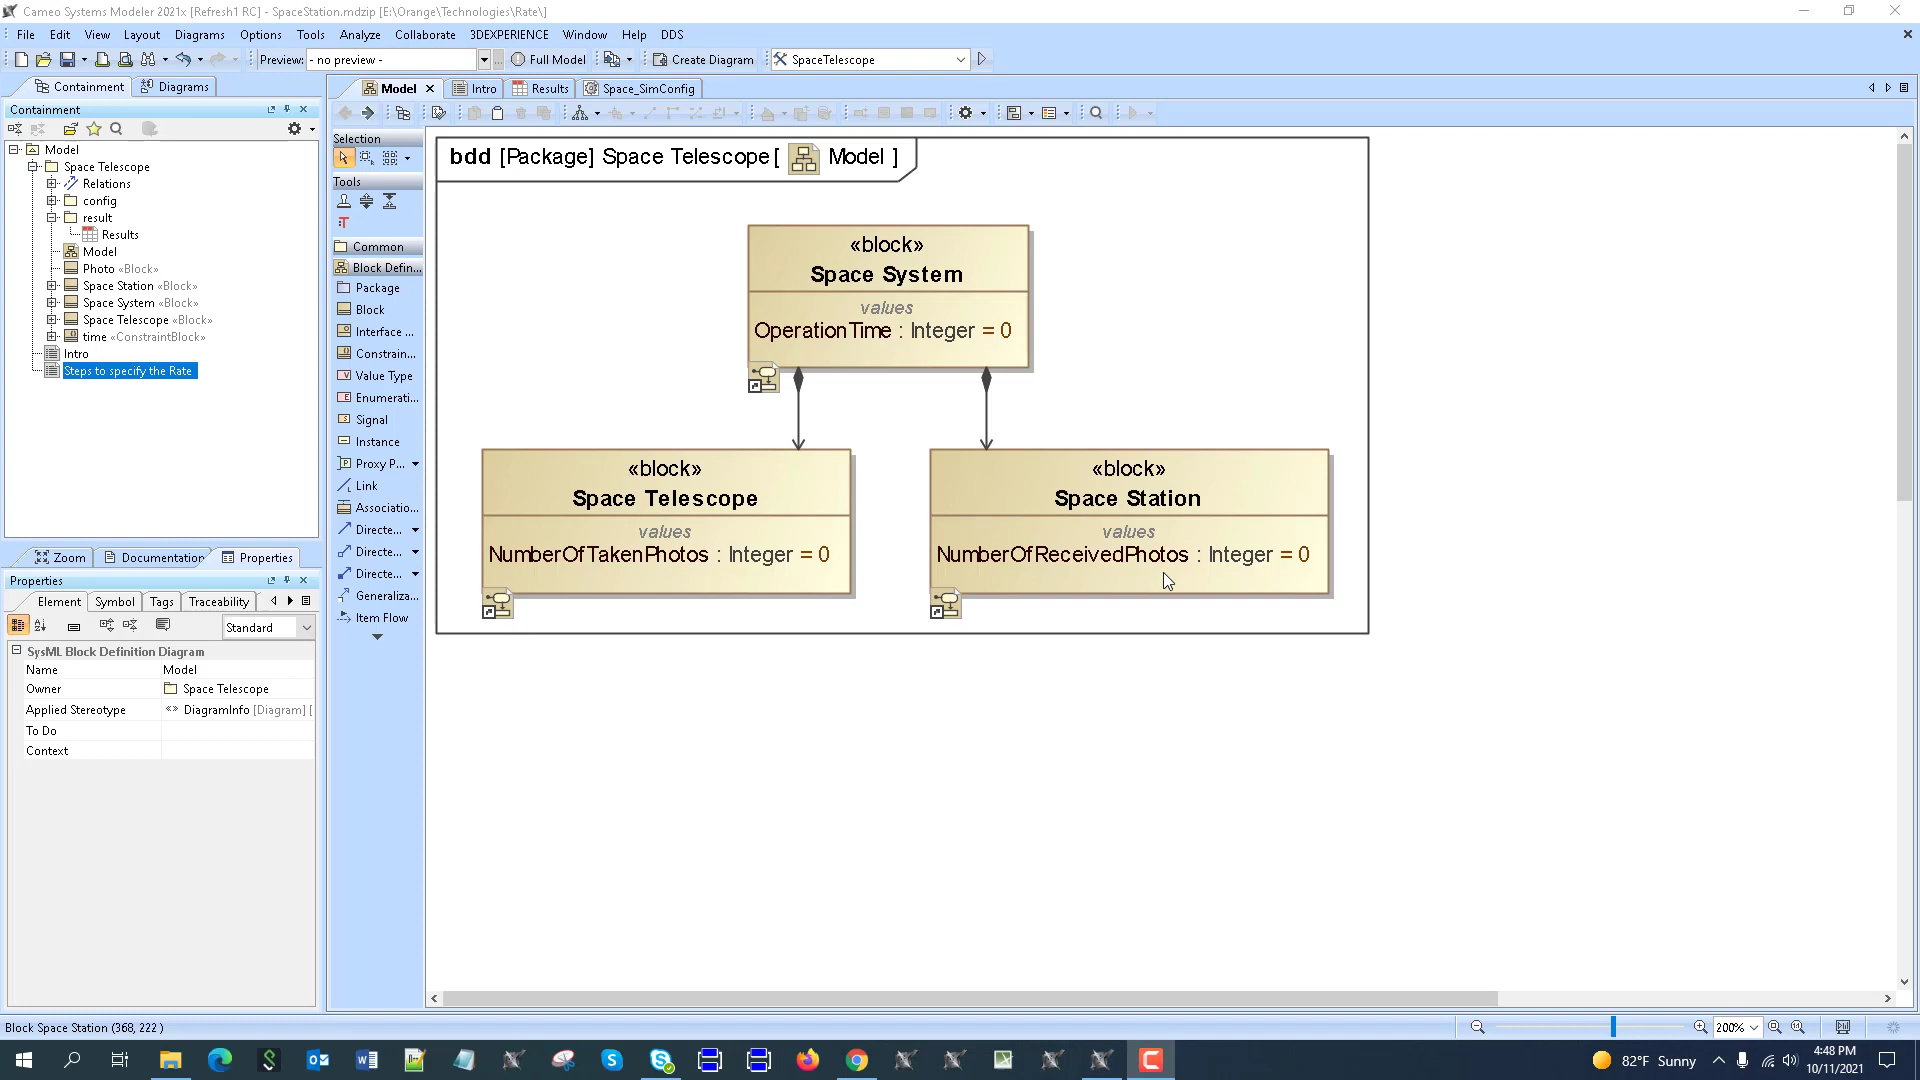 Cameo Systems Modeler 2021x [Refresh1 RC] - SpaceStation.mdzip [E:\Orange\Technologies\Rate\]
File Edit View Layout Diagrams Options Tools Analyze Collaborate 3DEXPERIENCE Window Help DDS
Preview: - no preview - ... Full Model Create Diagram SpaceTelescope
Containment Diagrams
Model Intro Results Space_SimConfig
Containment
Model
Space Telescope
Relations
config
result
Results
Model
Photo «Block»
Space Station «Block»
Space System «Block»
Space Telescope «Block»
time «ConstraintBlock»
Intro
Steps to specify the Rate
Zoom Documentation Properties
Properties
Element Symbol Tags Traceability
Standard
SysML Block Definition Diagram
Name Model
Owner Space Telescope
Applied Stereotype «» DiagramInfo [Diagram] [
To Do
Context
Selection
Tools
Common
Block Defin...
Package
Block
Interface ...
Constrain...
Value Type
Enumerati...
Signal
Instance
Proxy P...
Link
Associatio...
Directe...
Directe...
Directe...
Generaliza...
Item Flow
bdd [Package] Space Telescope [ Model ]
«block»
Space System
values
OperationTime : Integer = 0
«block»
Space Telescope
values
NumberOfTakenPhotos : Integer = 0
«block»
Space Station
values
NumberOfReceivedPhotos : Integer = 0
Block Space Station (368, 222 )
200%
82°F Sunny
4:48 PM
10/11/2021